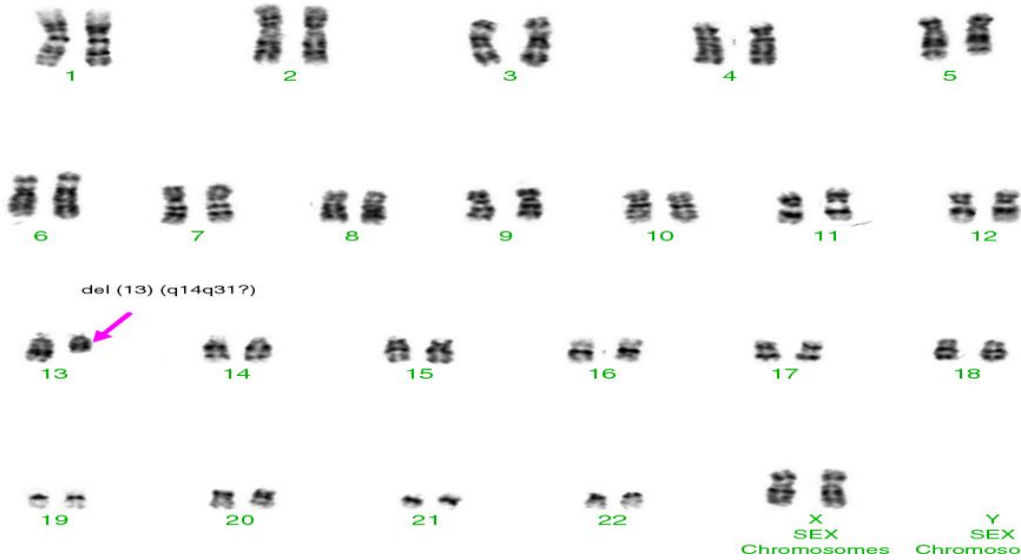 1 2 3 4 5
6 7 8 9 10 11 12
del (13) (q14q31?)
13 14 15 16 17 18
19 20 21 22 X Y
SEX SEX
Chromosomes Chromoso